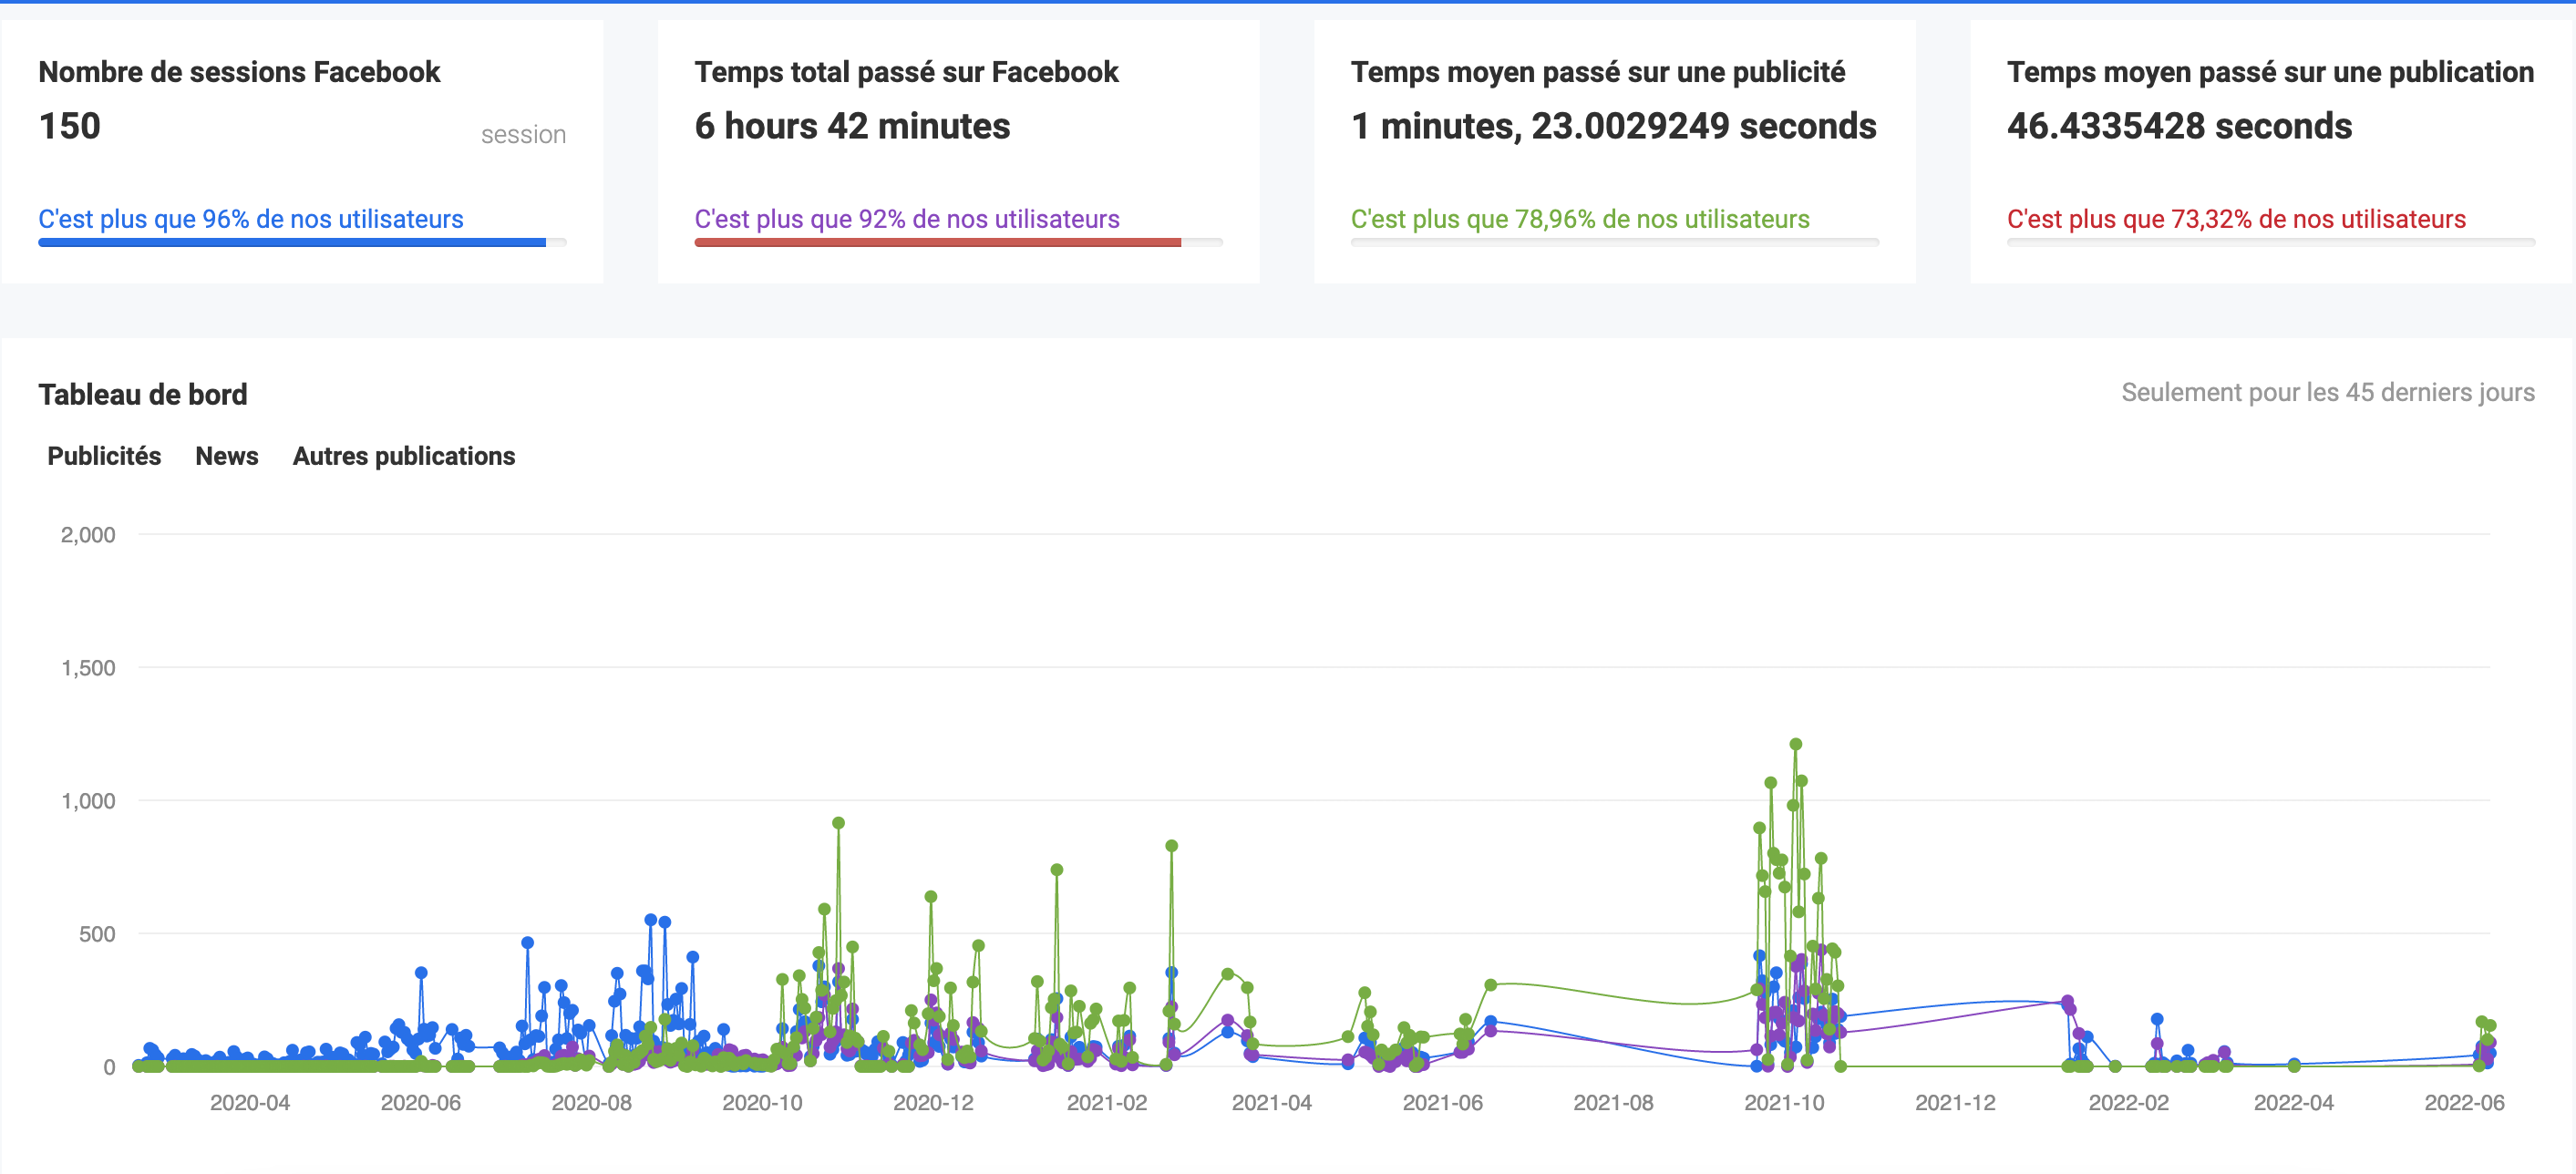 Nombre de sessions Facebook
150 session
C'est plus que 96% de nos utilisateurs
Temps total passé sur Facebook
6 hours 42 minutes
C'est plus que 92% de nos utilisateurs
Temps moyen passé sur une publicité
1 minutes, 23.0029249 seconds
C'est plus que 78,96% de nos utilisateurs
Temps moyen passé sur une publication
46.4335428 seconds
C'est plus que 73,32% de nos utilisateurs
Tableau de bord
Seulement pour les 45 derniers jours
Publicités News Autres publications
2,000
1,500
1,000
500
0
2020-04 2020-06 2020-08 2020-10 2020-12 2021-02 2021-04 2021-06 2021-08 2021-10 2021-12 2022-02 2022-04 2022-06